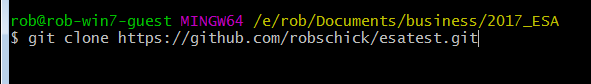 rob@rob-win7-guest MINGW64 /e/rob/Documents/business/2017_ESA
$ git clone https://github.com/robschick/esatest.git